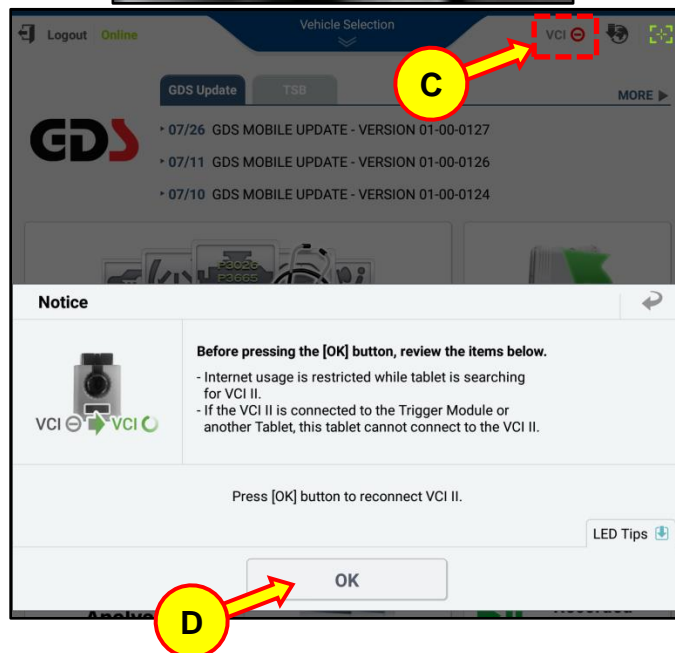 Logout Online
Vehicle Selection
VCI
C
GDS Update TSB
MORE
GDS
07/26 GDS MOBILE UPDATE - VERSION 01-00-0127
07/11 GDS MOBILE UPDATE - VERSION 01-00-0126
07/10 GDS MOBILE UPDATE - VERSION 01-00-0124
P3026
P3665
Notice
Before pressing the [OK] button, review the items below.
- Internet usage is restricted while tablet is searching
for VCI II.
- If the VCI II is connected to the Trigger Module or
another Tablet, this tablet cannot connect to the VCI II.
VCI VCI
Press [OK] button to reconnect VCI II.
LED Tips
OK
D